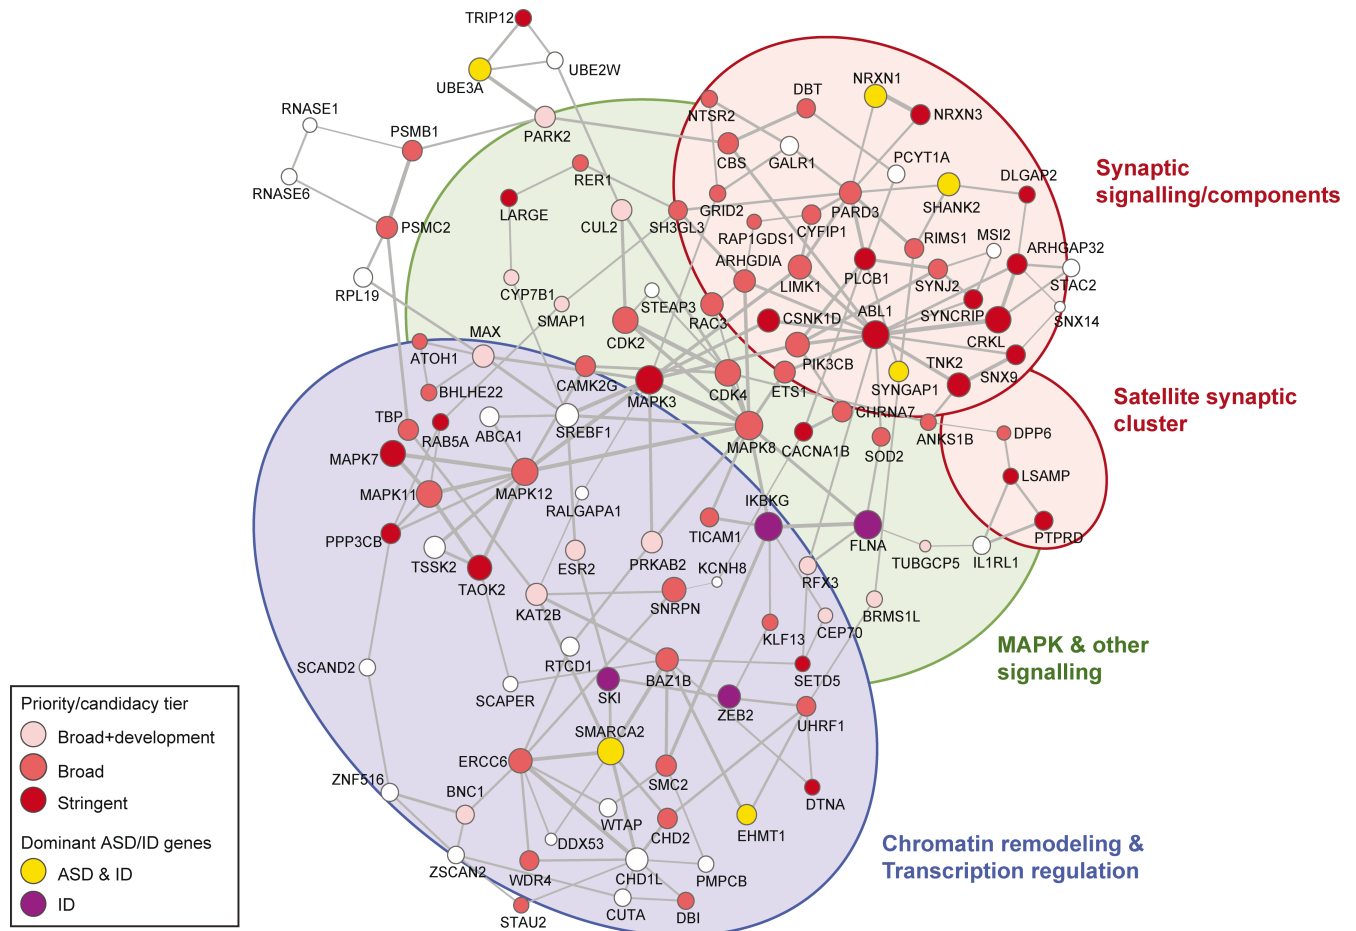 TRIP12
UBE2W
UBE3A
RNASE1
PSMB1
PARK2
RNASE6
PSMC2
RPL19
RER1
LARGE
CUL2
SH3GL3
CYP7B1
SMAP1
STEAP3
CDK2
RAC3
NTSR2
DBT
NRXN1
NRXN3
CBS
GALR1
PCYT1A
SHANK2
DLGAP2
GRID2
PARD3
RAP1GDS1
CYFIP1
RIMS1
MSI2
ARHGAP32
ARHGDIA
LIMK1
PLCB1
SYNJ2
STAC2
CSNK1D
ABL1
SYNCRIP
CRKL
SNX14
PIK3CB
TNK2
SNX9
SYNGAP1
Synaptic
signalling/components
Satellite synaptic
cluster
MAX
ATOH1
BHLHE22
CAMK2G
MAPK3
CDK4
ETS1
CHRNA7
ANKS1B
DPP6
LSAMP
PTPRD
TBP
RAB5A
ABCA1
SREBF1
MAPK8
CACNA1B
SOD2
MAPK7
MAPK11
MAPK12
RALGAPA1
IKBKG
TICAM1
FLNA
TUBGCP5
IL1RL1
PPP3CB
TSSK2
TAOK2
ESR2
PRKAB2
KCNH8
RFX3
BRMS1L
KAT2B
SNRPN
KLF13
CEP70
MAPK & other
signalling
SCAND2
RTCD1
SCAPER
SKI
BAZ1B
SETD5
ZEB2
UHRF1
SMARCA2
ERCC6
SMC2
DTNA
ZNF516
BNC1
WTAP
CHD2
EHMT1
DDX53
ZSCAN2
WDR4
CHD1L
PMPCB
STAU2
CUTA
DBI
Chromatin remodeling &
Transcription regulation
Priority/candidacy tier
Broad+development
Broad
Stringent
Dominant ASD/ID genes
ASD & ID
ID